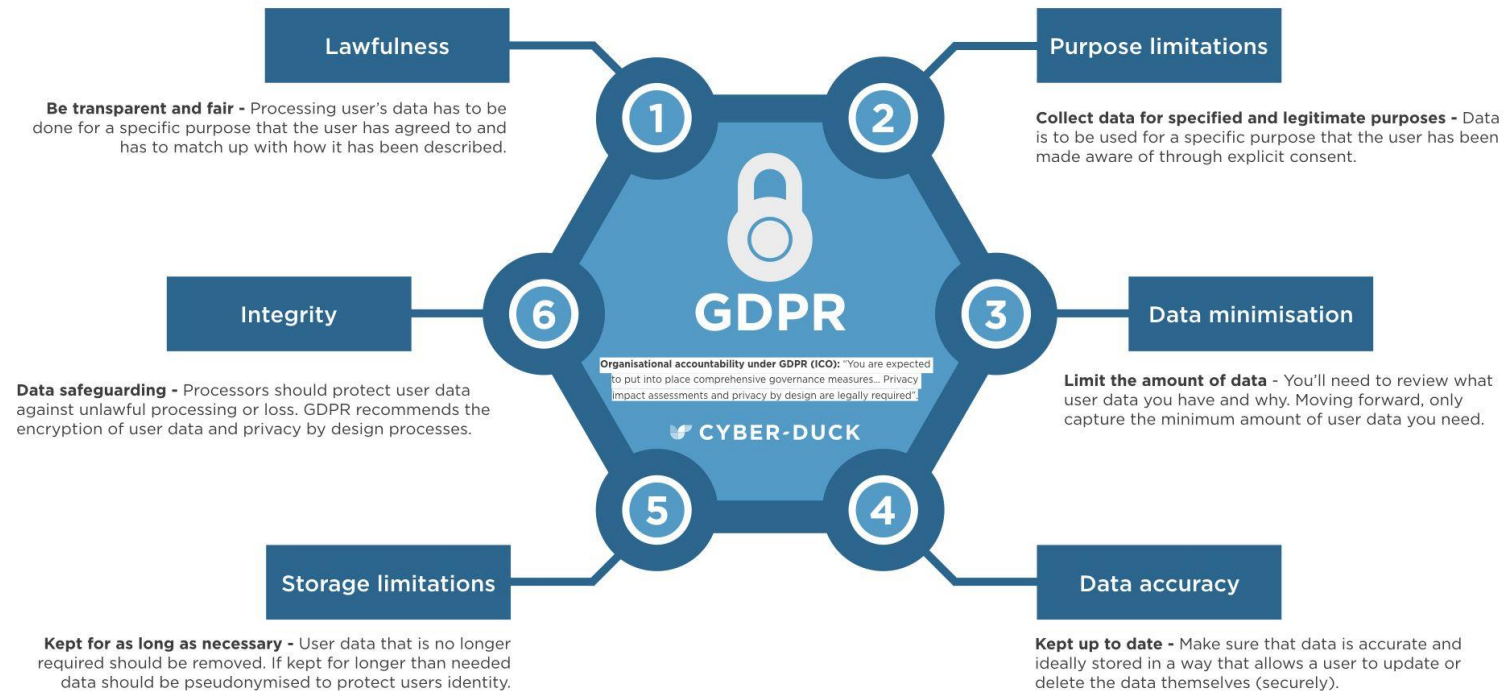 Lawfulness
Be transparent and fair - Processing user's data has to be
done for a specific purpose that the user has agreed to and
has to match up with how it has been described.
1
2
Purpose limitations
Collect data for specified and legitimate purposes - Data
is to be used for a specific purpose that the user has been
made aware of through explicit consent.
3
Data minimisation
Limit the amount of data - You'll need to review what
user data you have and why. Moving forward, only
capture the minimum amount of user data you need.
4
Data accuracy
Kept up to date - Make sure that data is accurate and
ideally stored in a way that allows a user to update or
delete the data themselves (securely).
5
Storage limitations
Kept for as long as necessary - User data that is no longer
required should be removed. If kept for longer than needed
data should be pseudonymised to protect users identity.
6
Integrity
Data safeguarding - Processors should protect user data
against unlawful processing or loss. GDPR recommends the
encryption of user data and privacy by design processes.
GDPR
Organisational accountability under GDPR (ICO): "You are expected
to put into place comprehensive governance measures... Privacy
impact assessments and privacy by design are legally required".
CYBER-DUCK